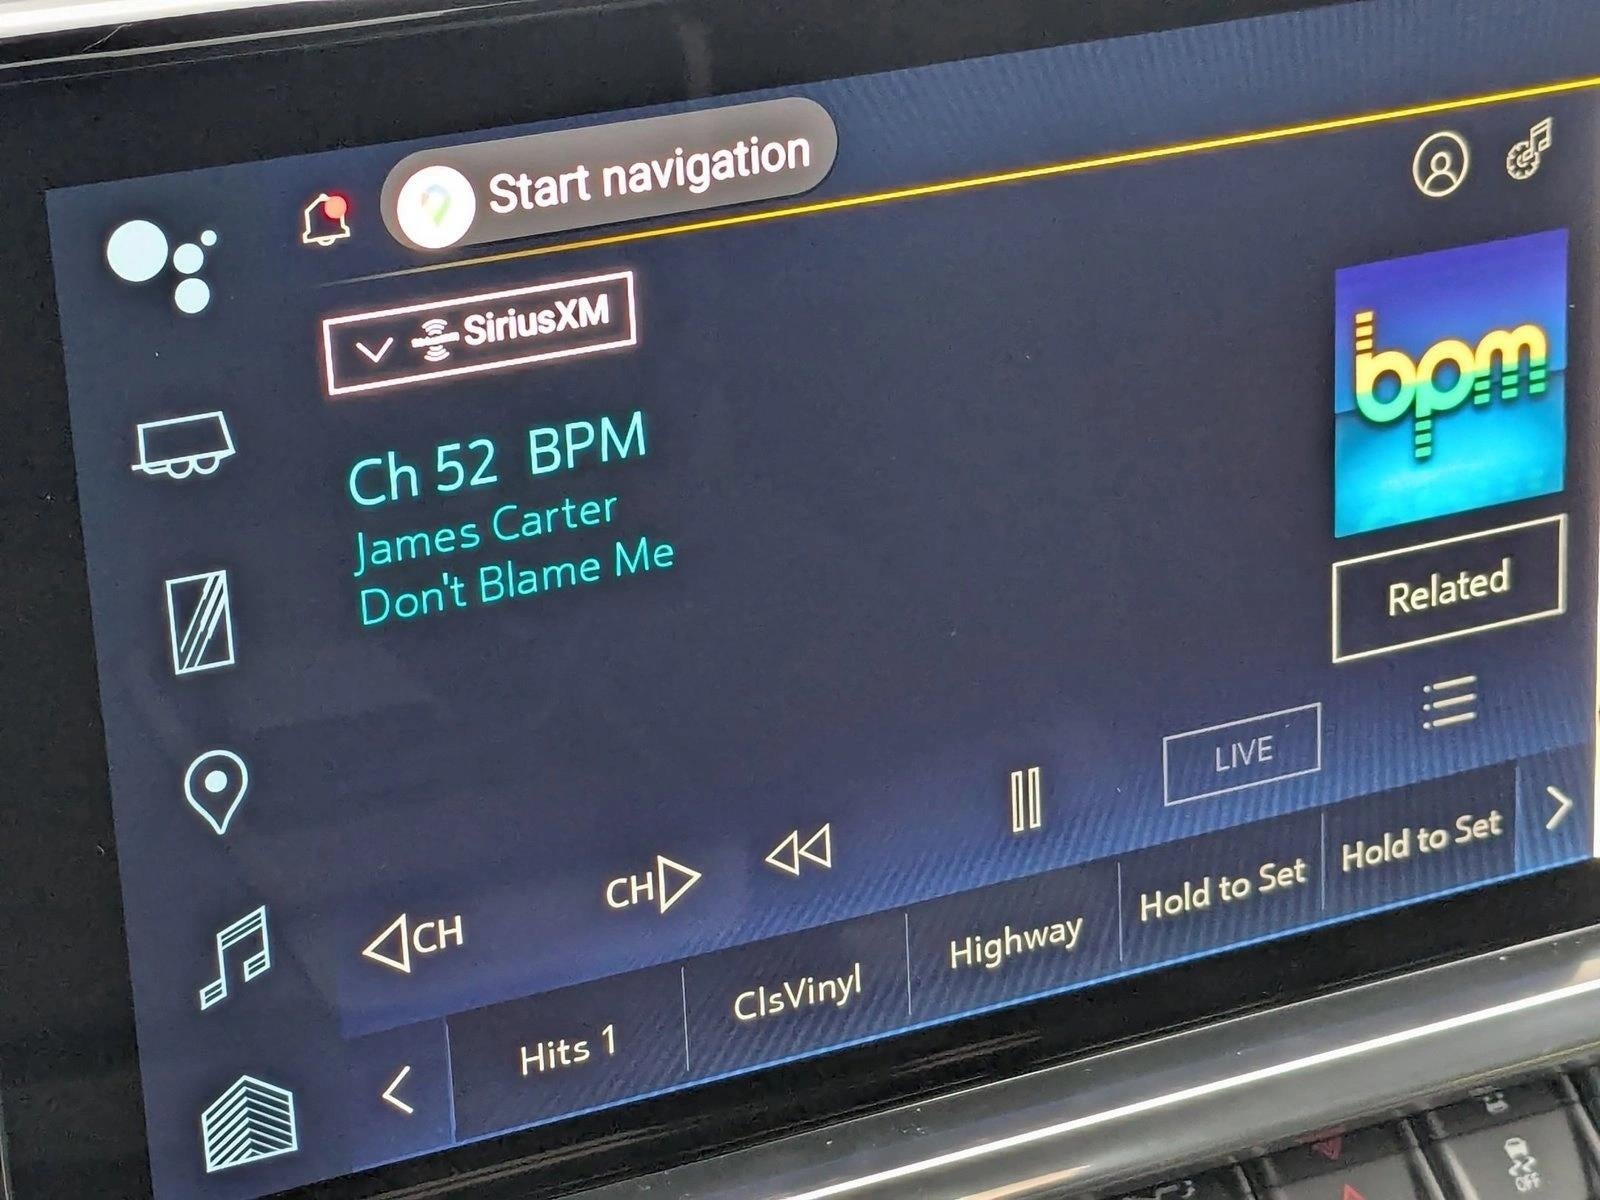 Start navigation
SiriusXM
Ch 52 BPM
James Carter
Don't Blame Me
bpm
Related
LIVE
CH
CH
Hits 1
ClsVinyl
Highway
Hold to Set
Hold to Set
OFF